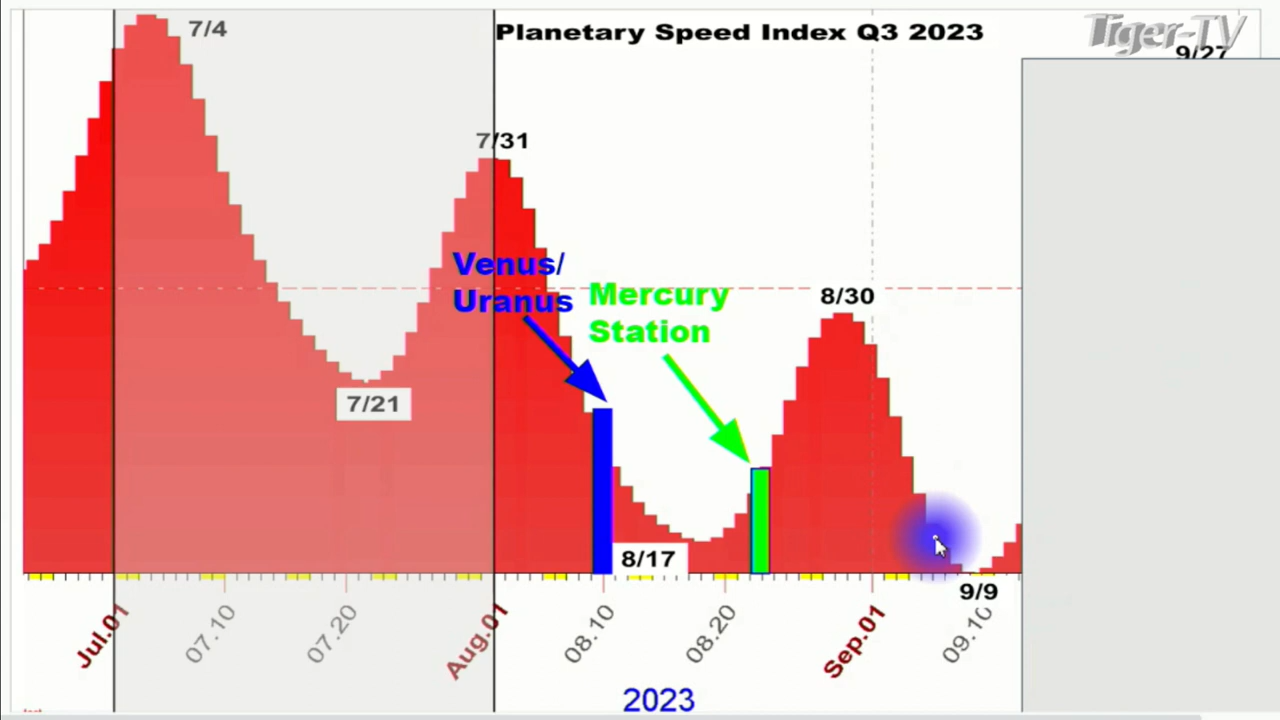 Planetary Speed Index Q3 2023
Tiger-TV
7/4
9/27
7/31
Venus/
Uranus
Mercury
Station
8/30
7/21
8/17
9/9
Jul.01
07.10
07.20
Aug.01
08.10
08.20
Sep.01
09.10
2023